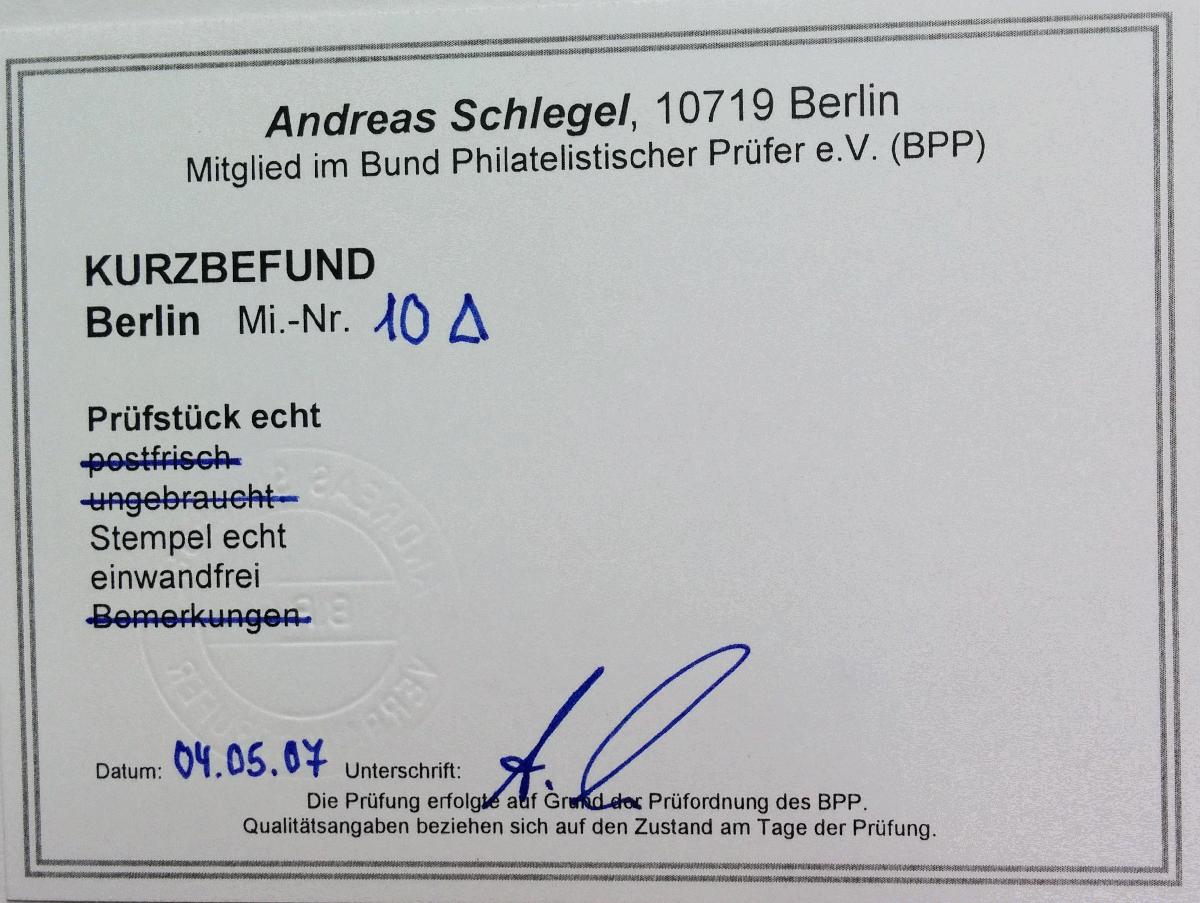 Andreas Schlegel, 10719 Berlin
Mitglied im Bund Philatelistischer Prüfer e.V. (BPP)
KURZBEFUND
Berlin Mi.-Nr. 10 Δ
Prüfstück echt
postfrisch
ungebraucht
Stempel echt
einwandfrei
Bemerkungen
Datum: 04.05.07 Unterschrift:
Die Prüfung erfolgte auf Grund der Prüfordnung des BPP.
Qualitätsangaben beziehen sich auf den Zustand am Tage der Prüfung.